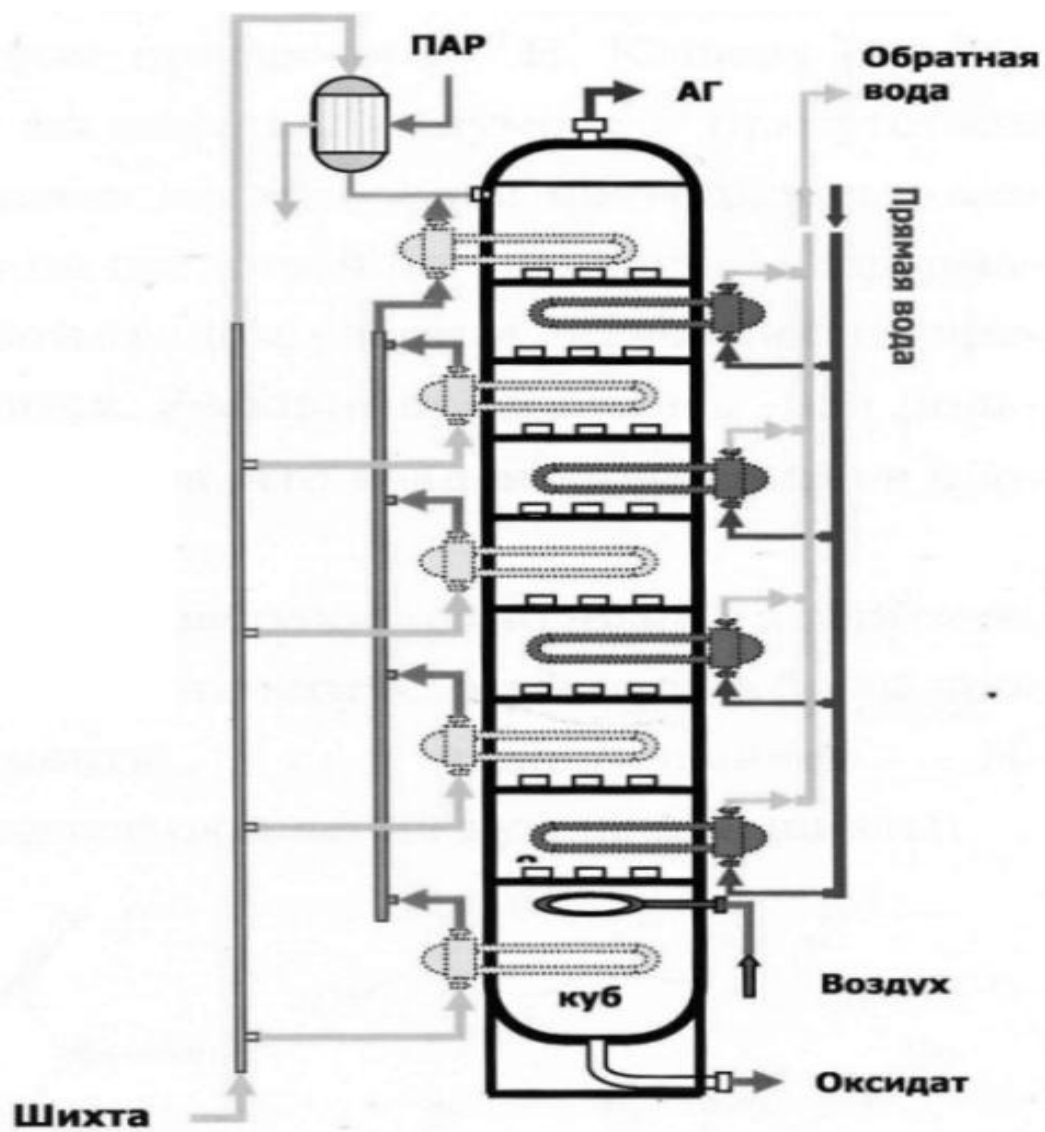 ПАР
АГ
Обратная
вода
Прямая вода
куб
Воздух
Оксидат
Шихта